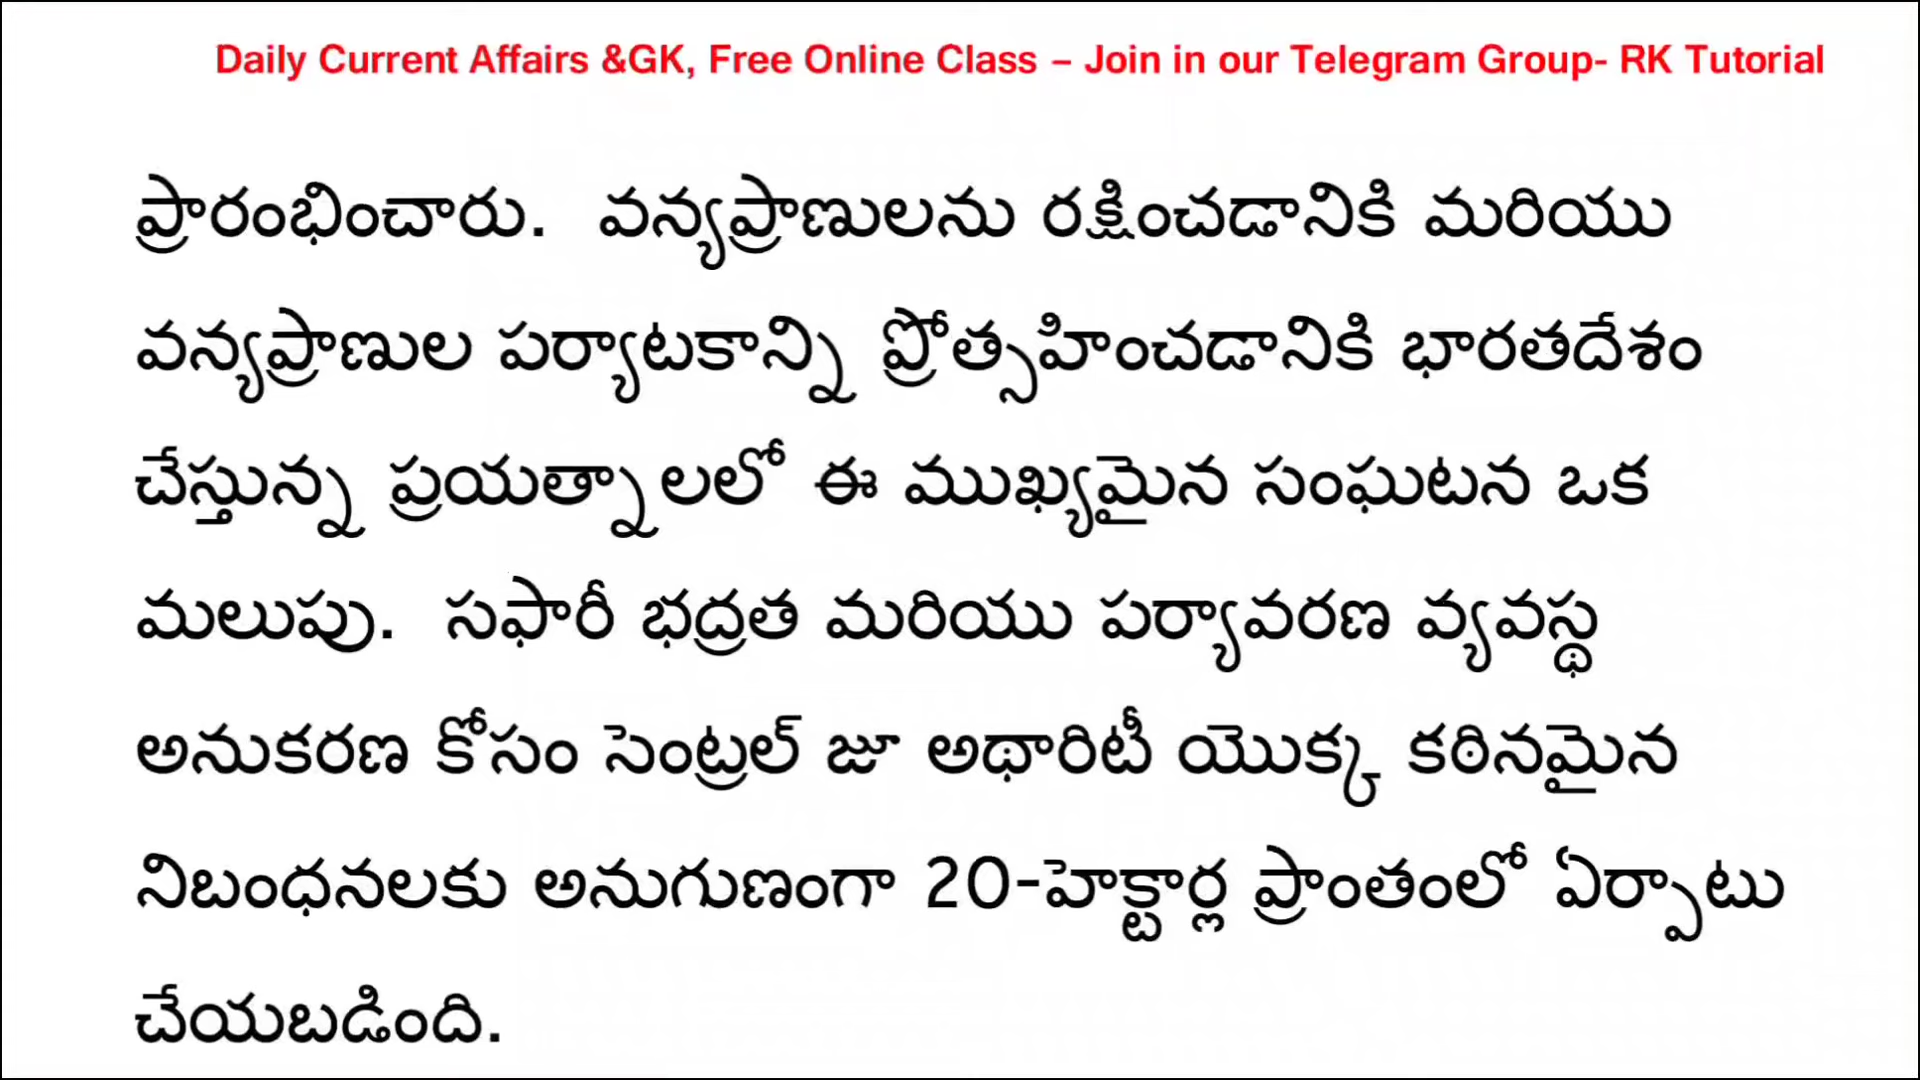 Daily Current Affairs &GK, Free Online Class – Join in our Telegram Group- RK Tutorial
ప్రారంభించారు. వన్యప్రాణులను రక్షించడానికి మరియు
వన్యప్రాణుల పర్యాటకాన్ని ప్రోత్సహించడానికి భారతదేశం
చేస్తున్న ప్రయత్నాలలో ఈ ముఖ్యమైన సంఘటన ఒక
మలుపు. సఫారీ భద్రత మరియు పర్యావరణ వ్యవస్థ
అనుకరణ కోసం సెంట్రల్ జూ అథారిటీ యొక్క కఠినమైన
నిబంధనలకు అనుగుణంగా 20-హెక్టార్ల ప్రాంతంలో ఏర్పాటు
చేయబడింది.